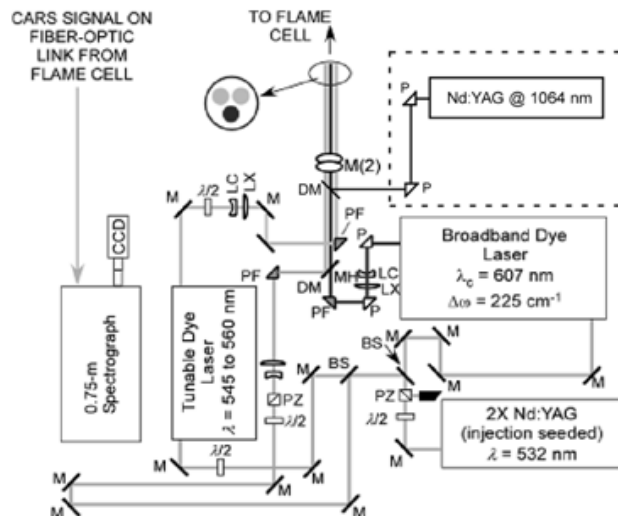 CARS SIGNAL ON
FIBER-OPTIC
LINK FROM
FLAME CELL
TO FLAME
CELL
P
Nd:YAG @ 1064 nm
P
M(2)
DM
M
λ/2
LC
LX
M
PF
P
Broadband Dye
Laser
λc = 607 nm
Δω = 225 cm-1
CCD
PF
DM
MH
LC
LX
PF
P
0.75-m
Spectrograph
Tunable Dye
Laser
λ = 545 to 560 nm
M
M
BS
BS
M
M
PZ
λ/2
PZ
λ/2
2X Nd:YAG
(injection seeded)
λ = 532 nm
M
λ/2
M
M
M
M
M
M